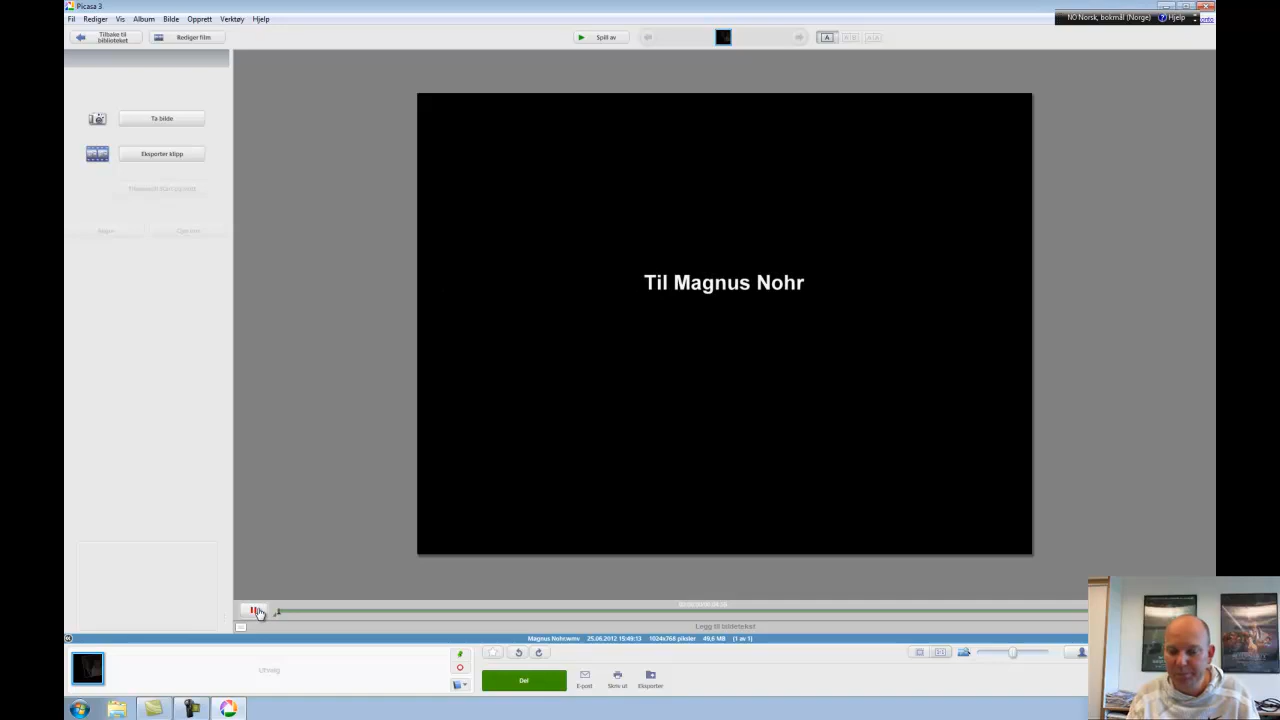 Picasa 3
Fil Rediger Vis Album Bilde Opprett Verktøy Hjelp
NO Norsk, bokmål (Norge) Hjelp
onto
Tilbake til biblioteket
Rediger film
Spill av
Ta bilde
Eksporter klipp
Til Magnus Nohr
Legg til bildetekst
Magnus Nohr.wmv 25.06.2012 15:49:13 1024x768 piksler 49,6 MB (1 av 1)
Utvalg
Del
E-post
Skriv ut
Eksporter